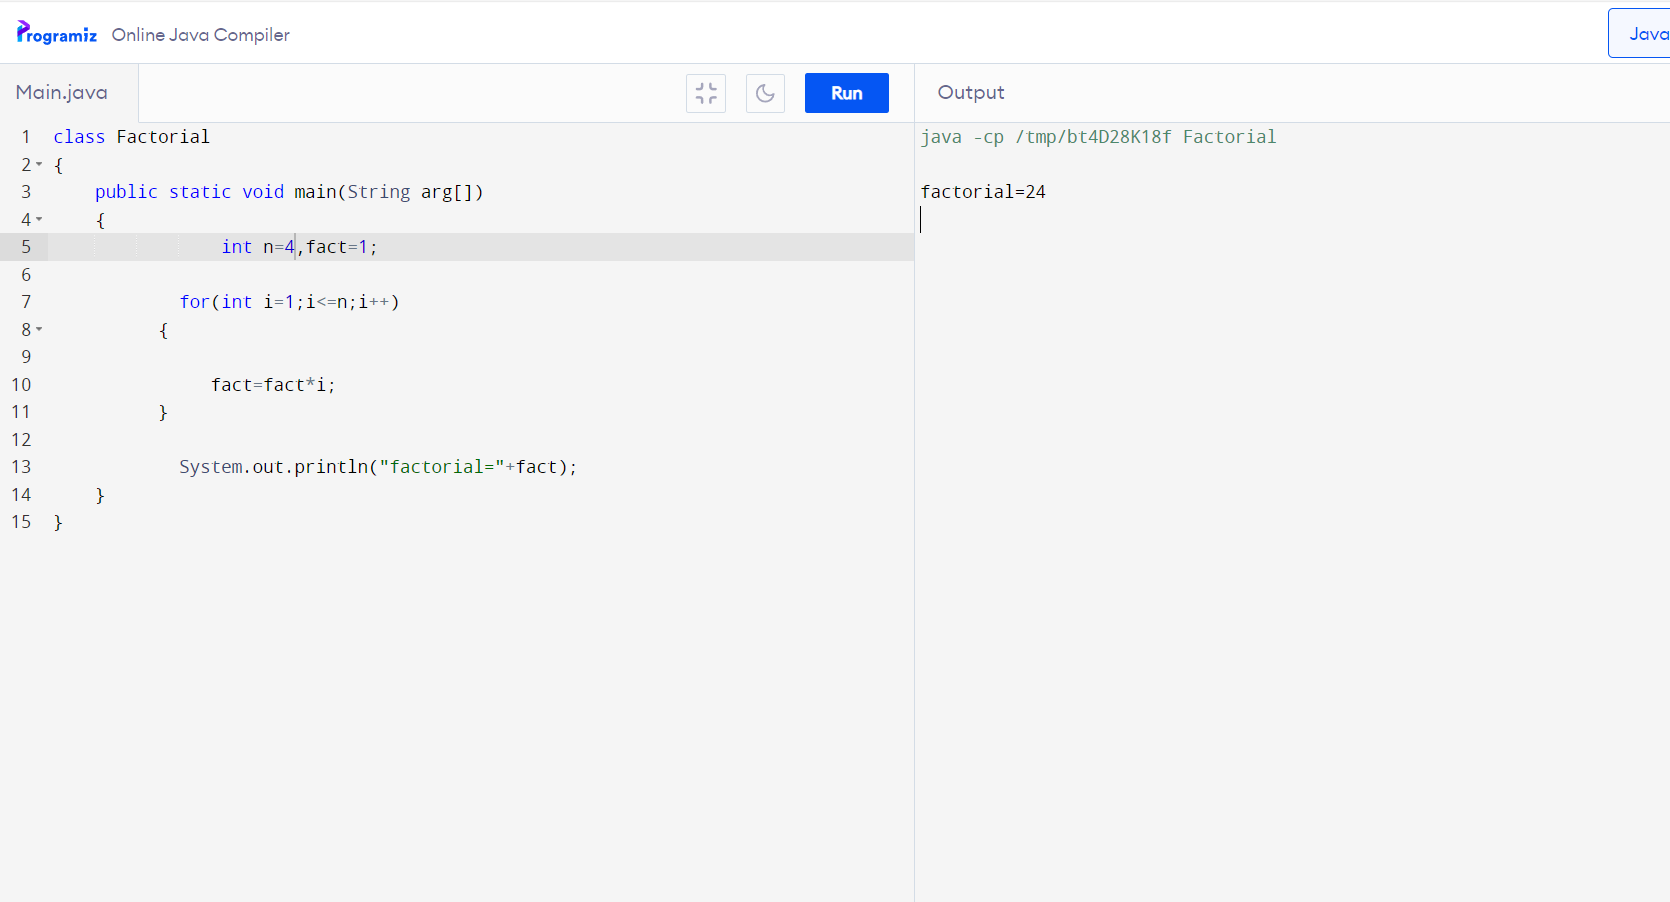 Programiz Online Java Compiler
Java
Main.java
Run
Output
1 class Factorial
2 {
3 public static void main(String arg[])
4 {
5 int n=4,fact=1;
6
7 for(int i=1;i<=n;i++)
8 {
9
10 fact=fact*i;
11 }
12
13 System.out.println("factorial="+fact);
14 }
15 }
java -cp /tmp/bt4D28K18f Factorial
factorial=24